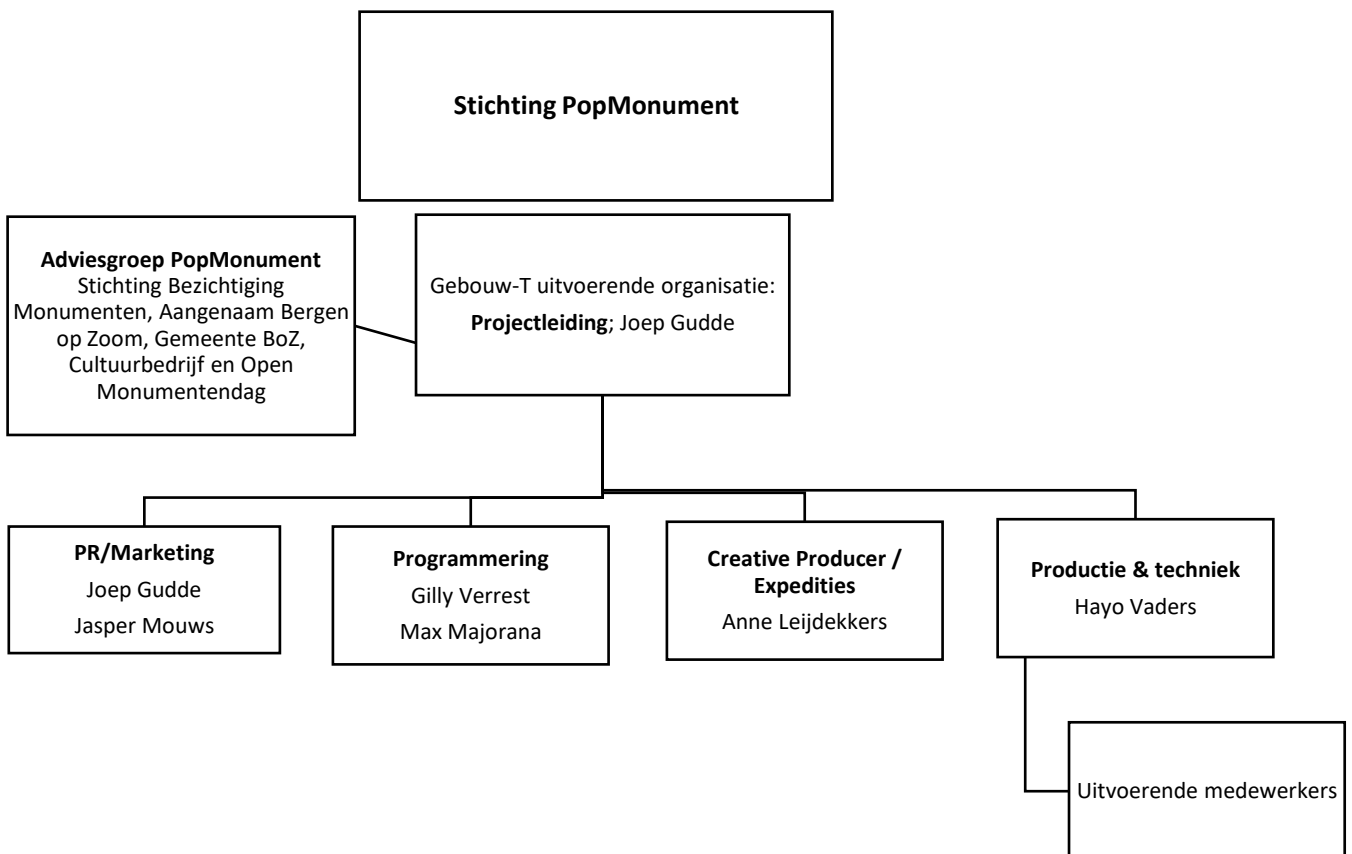 Stichting PopMonument
Adviesgroep PopMonument
Stichting Bezichtiging
Monumenten, Aangenaam Bergen
op Zoom, Gemeente BoZ,
Cultuurbedrijf en Open
Monumentendag
Gebouw-T uitvoerende organisatie:
Projectleiding; Joep Gudde
PR/Marketing
Joep Gudde
Jasper Mouws
Programmering
Gilly Verrest
Max Majorana
Creative Producer /
Expedities
Anne Leijdekkers
Productie & techniek
Hayo Vaders
Uitvoerende medewerkers